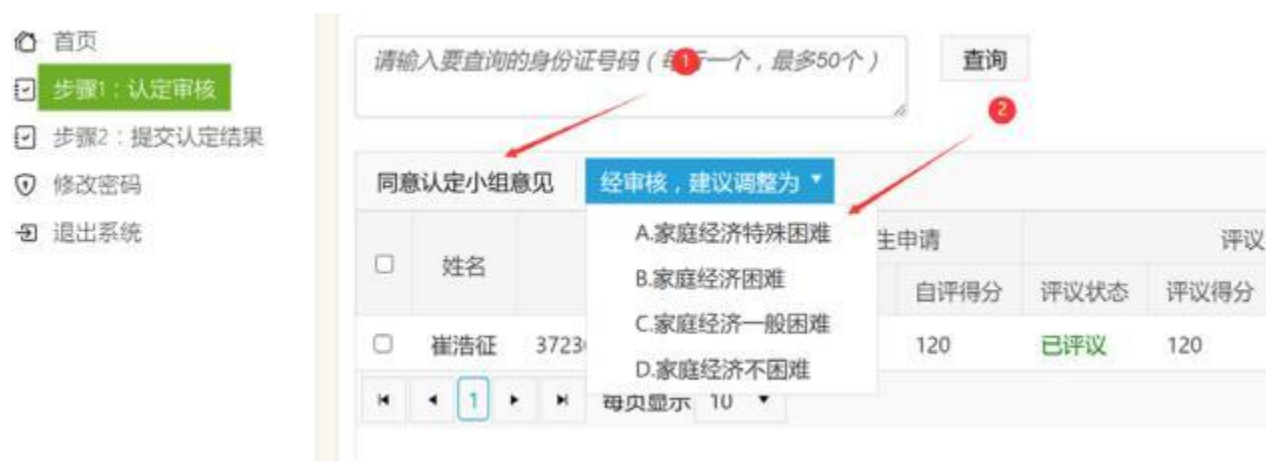 首页
步骤1：认定审核
步骤2：提交认定结果
修改密码
退出系统
请输入要查询的身份证号码（每行一个，最多50个）
查询
1
2
同意认定小组意见 经审核，建议调整为
A.家庭经济特殊困难
B.家庭经济困难
C.家庭经济一般困难
D.家庭经济不困难
姓名 生申请 评议
自评得分 评议状态 评议得分
崔浩征 3723 120 已评议 120
1 每页显示 10